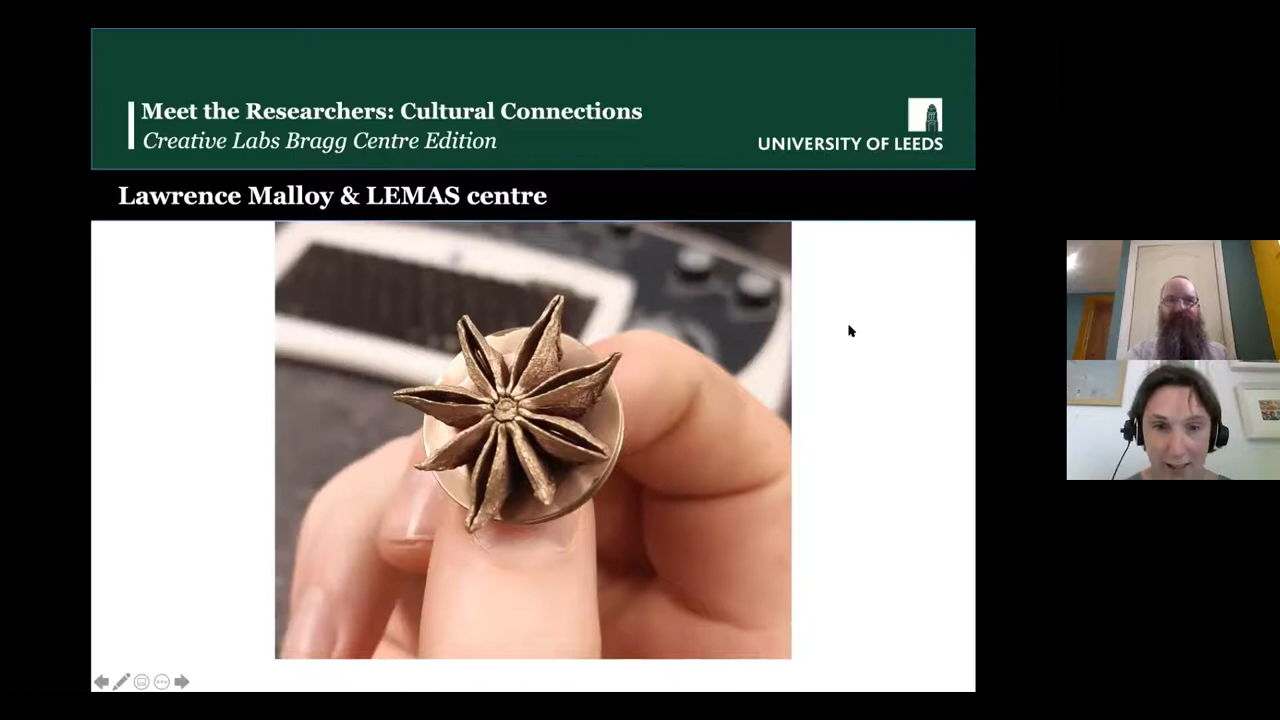 Meet the Researchers: Cultural Connections
Creative Labs Bragg Centre Edition
UNIVERSITY OF LEEDS
Lawrence Malloy & LEMAS centre